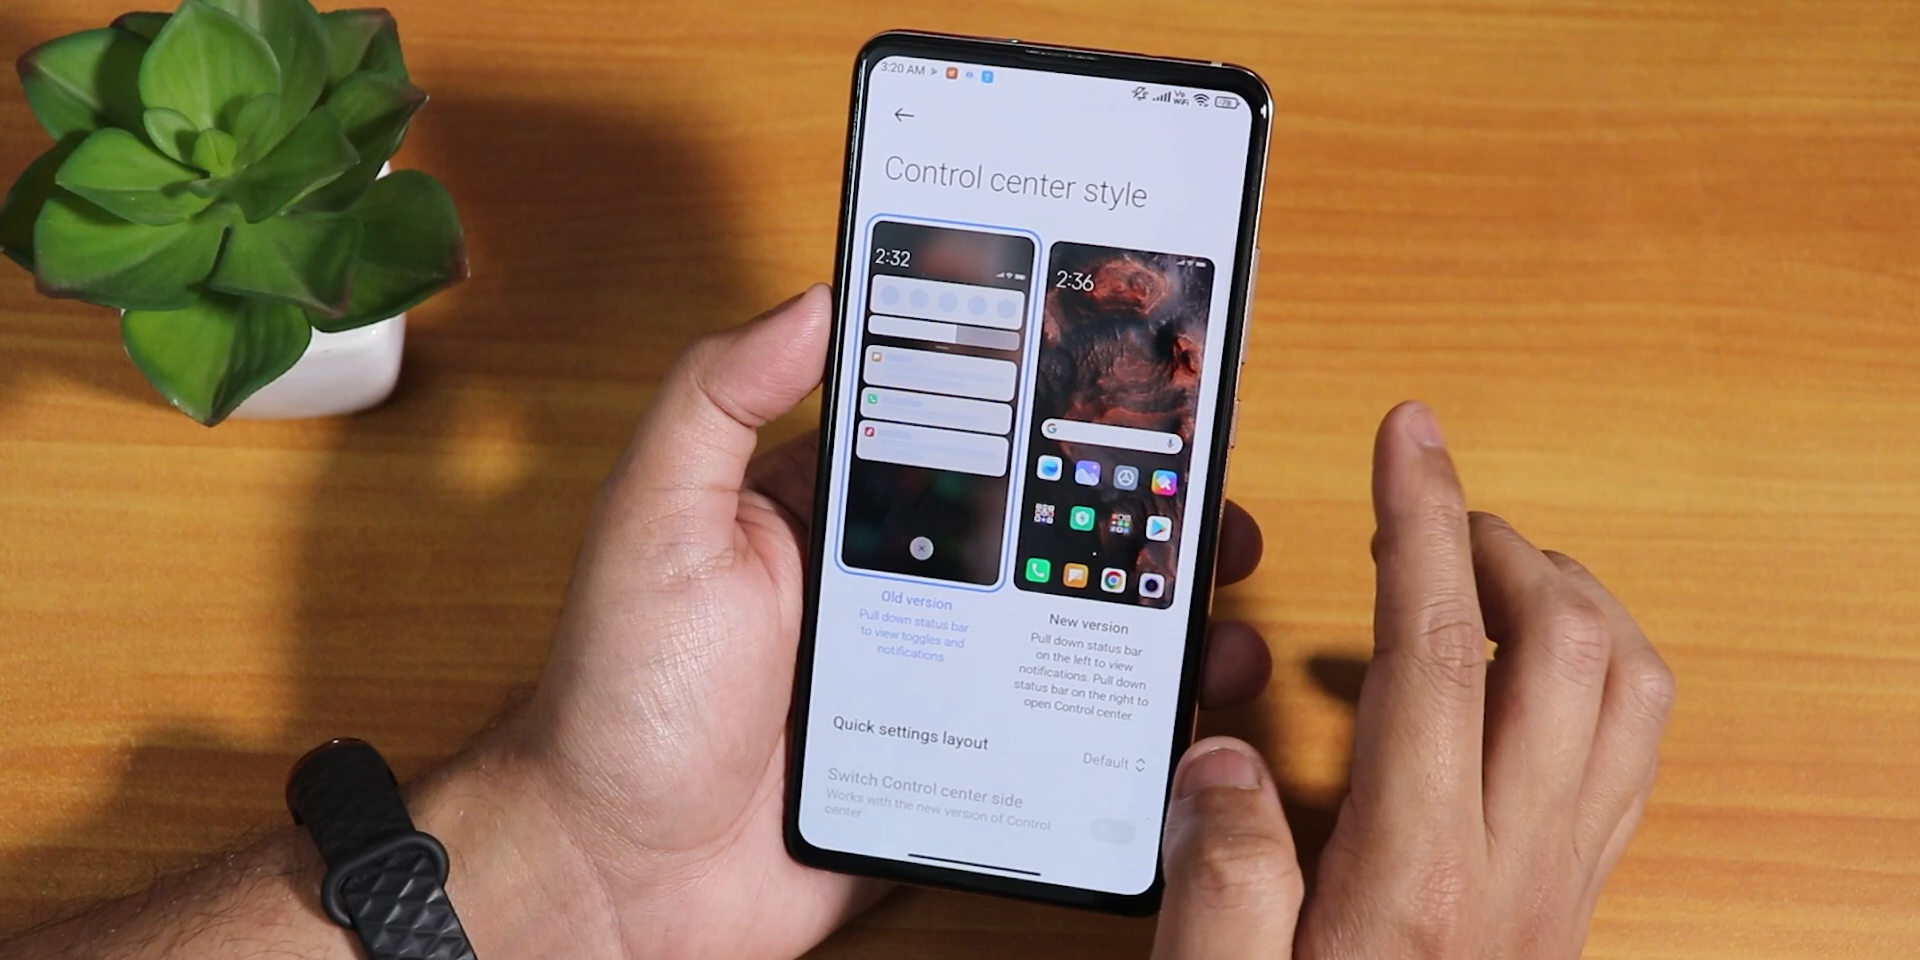 3:20 AM
Vo
WiFi
78
Control center style
2:32
2:36
Old version
Pull down status bar
to view toggles and
notifications
New version
Pull down status bar
on the left to view
notifications; Pull down
status bar on the right to
open Control center.
Quick settings layout
Default
Switch Control center side
Works with the new version of Control
center